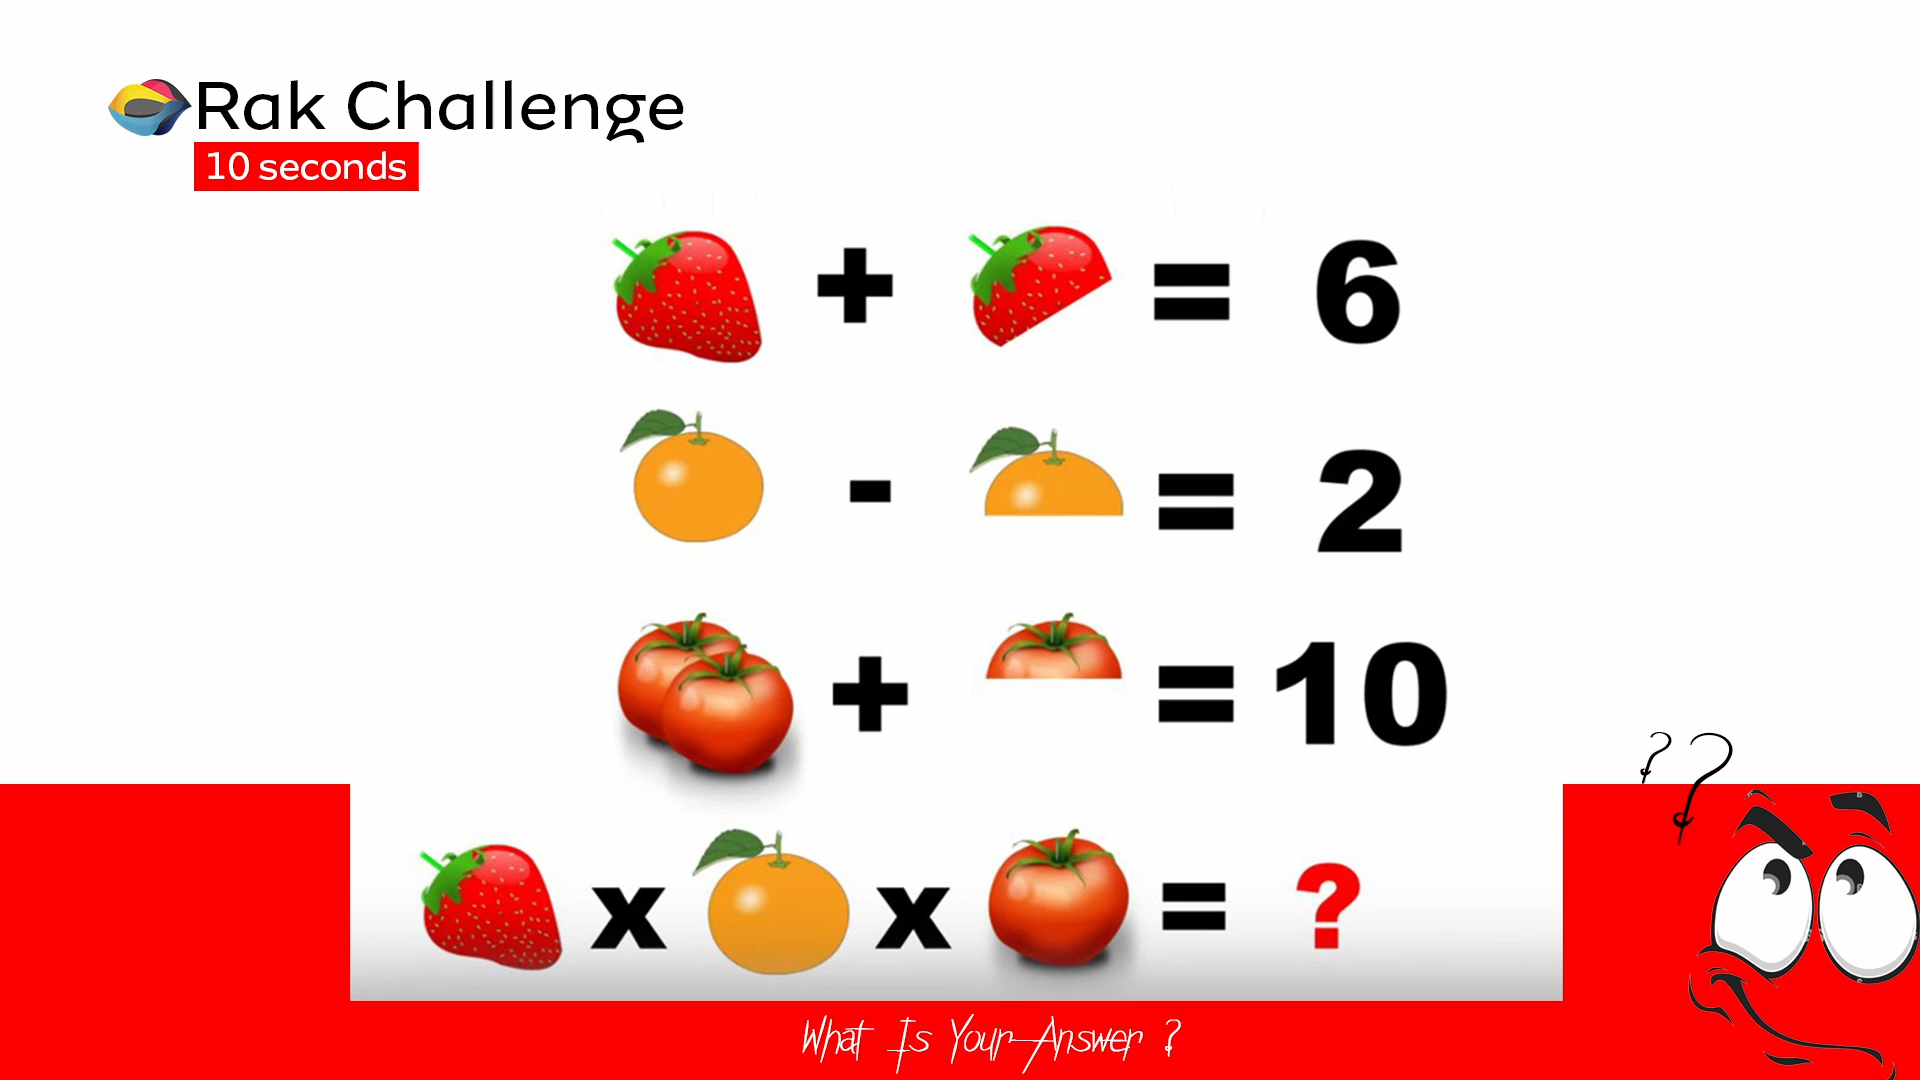 Rak Challenge
10 seconds
+ = 6
- = 2
+ = 10
x x = ?
? ?
What Is Your Answer ?